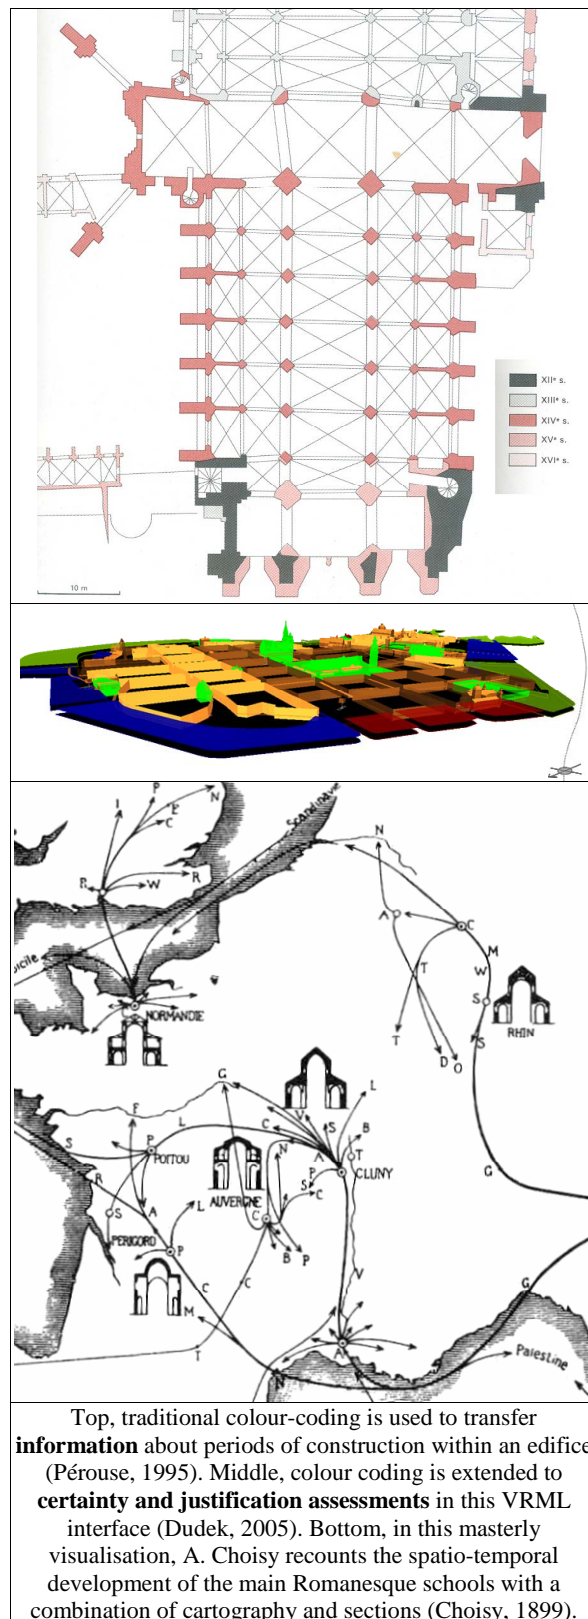 XIIe s.
XIIIe s.
XIVe s.
XVe s.
XVIe s.
10 m
P
I
E
N
C
Scandinavie
R
R
W
N
A
C
M
T
W
S
NORMANDIE
RHIN
S
T
D
O
G
L
F
V
S
B
L
C
A
T
S
P
N
P
CLUNY
POITOU
R
AUVERGNE
S
C
S
A
L
C
G
PERIGORD
P
B
P
C
C
V
G
M
T
A
Palestine
N
Top, traditional colour-coding is used to transfer
information about periods of construction within an edifice
(Pérouse, 1995). Middle, colour coding is extended to
certainty and justification assessments in this VRML
interface (Dudek, 2005). Bottom, in this masterly
visualisation, A. Choisy recounts the spatio-temporal
development of the main Romanesque schools with a
combination of cartography and sections (Choisy, 1899)